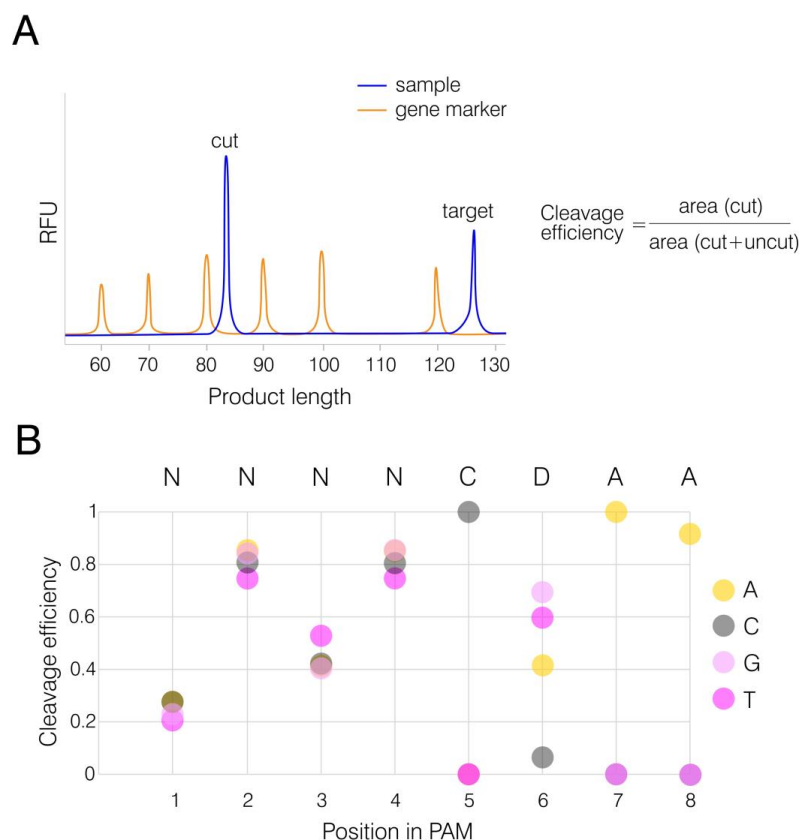 A
sample
gene marker
cut
target
RFU
60 70 80 90 100 110 120 130
Product length
Cleavage efficiency = area (cut) / area (cut+uncut)
B
N N N N C D A A
1
0.8
0.6
0.4
0.2
0
Cleavage efficiency
1 2 3 4 5 6 7 8
Position in PAM
A
C
G
T